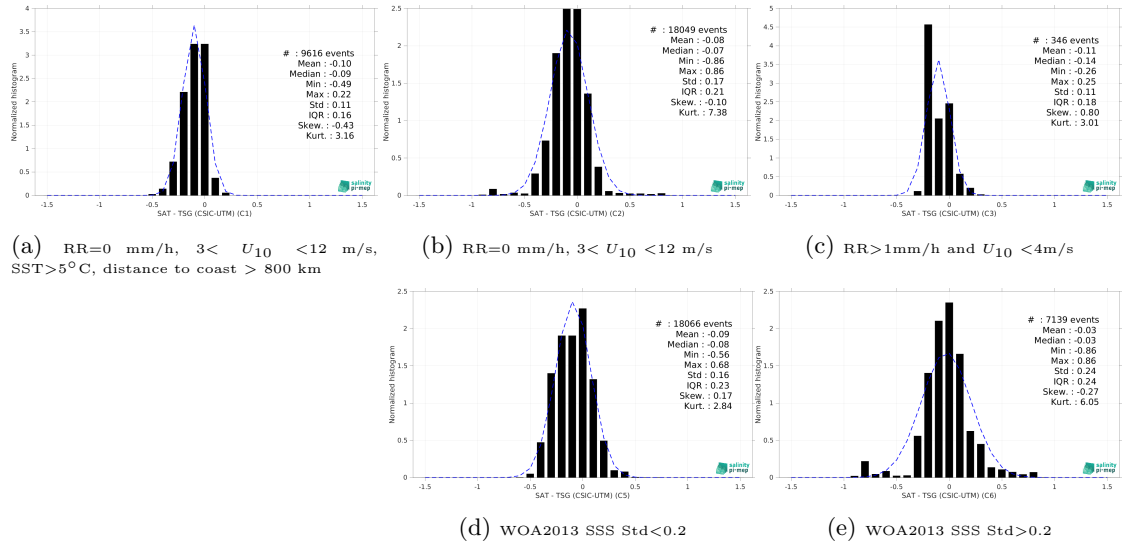 4
3.5
3
2.5
2
1.5
1
0.5
0
-1.5 -1 -0.5 0 0.5 1 1.5
Normalized histogram
SAT - TSG (CSIC-UTM) (C1)
# : 9616 events
Mean : -0.10
Median : -0.09
Min : -0.49
Max : 0.22
Std : 0.11
IQR : 0.16
Skew. : -0.43
Kurt. : 3.16
salinity
pi-mep
(a) RR=0 mm/h, 3< U10 <12 m/s,
SST>5°C, distance to coast > 800 km
2.5
2
1.5
1
0.5
0
-1.5 -1 -0.5 0 0.5 1 1.5
Normalized histogram
SAT - TSG (CSIC-UTM) (C2)
# : 18049 events
Mean : -0.08
Median : -0.07
Min : -0.86
Max : 0.86
Std : 0.17
IQR : 0.21
Skew. : -0.10
Kurt. : 7.38
salinity
pi-mep
(b) RR=0 mm/h, 3< U10 <12 m/s
5
4.5
4
3.5
3
2.5
2
1.5
1
0.5
0
-1.5 -1 -0.5 0 0.5 1 1.5
Normalized histogram
SAT - TSG (CSIC-UTM) (C3)
# : 346 events
Mean : -0.11
Median : -0.14
Min : -0.26
Max : 0.25
Std : 0.11
IQR : 0.18
Skew. : 0.80
Kurt. : 3.01
salinity
pi-mep
(c) RR>1mm/h and U10 <4m/s
2.5
2
1.5
1
0.5
0
-1.5 -1 -0.5 0 0.5 1 1.5
Normalized histogram
SAT - TSG (CSIC-UTM) (C5)
# : 18066 events
Mean : -0.09
Median : -0.08
Min : -0.56
Max : 0.68
Std : 0.16
IQR : 0.23
Skew. : 0.17
Kurt. : 2.84
salinity
pi-mep
(d) WOA2013 SSS Std<0.2
2.5
2
1.5
1
0.5
0
-1.5 -1 -0.5 0 0.5 1 1.5
Normalized histogram
SAT - TSG (CSIC-UTM) (C6)
# : 7139 events
Mean : -0.03
Median : -0.03
Min : -0.86
Max : 0.86
Std : 0.24
IQR : 0.24
Skew. : -0.27
Kurt. : 6.05
salinity
pi-mep
(e) WOA2013 SSS Std>0.2